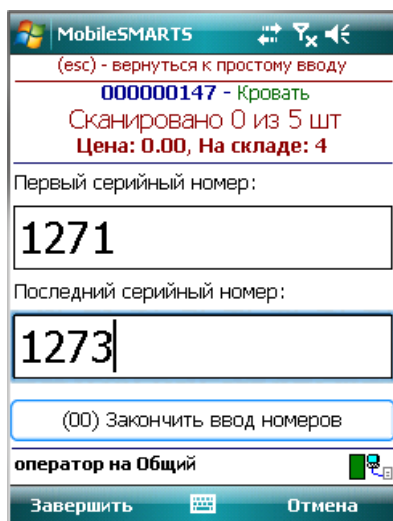 MobileSMARTS
(esc) - вернуться к простому вводу
000000147 - Кровать
Сканировано 0 из 5 шт
Цена: 0.00, На складе: 4
Первый серийный номер:
1271
Последний серийный номер:
1273
(00) Закончить ввод номеров
оператор на Общий
Завершить Отмена